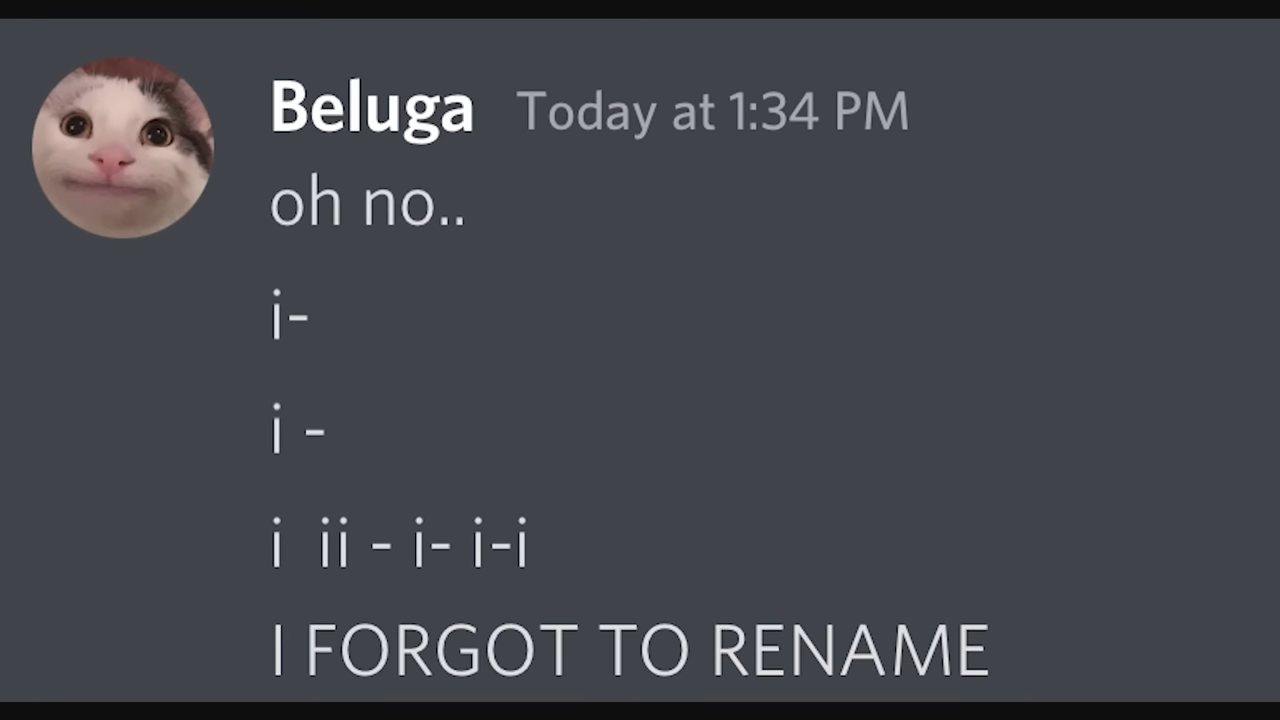 Beluga Today at 1:34 PM
oh no..
i-
i -
i  ii - i- i-i
I FORGOT TO RENAME